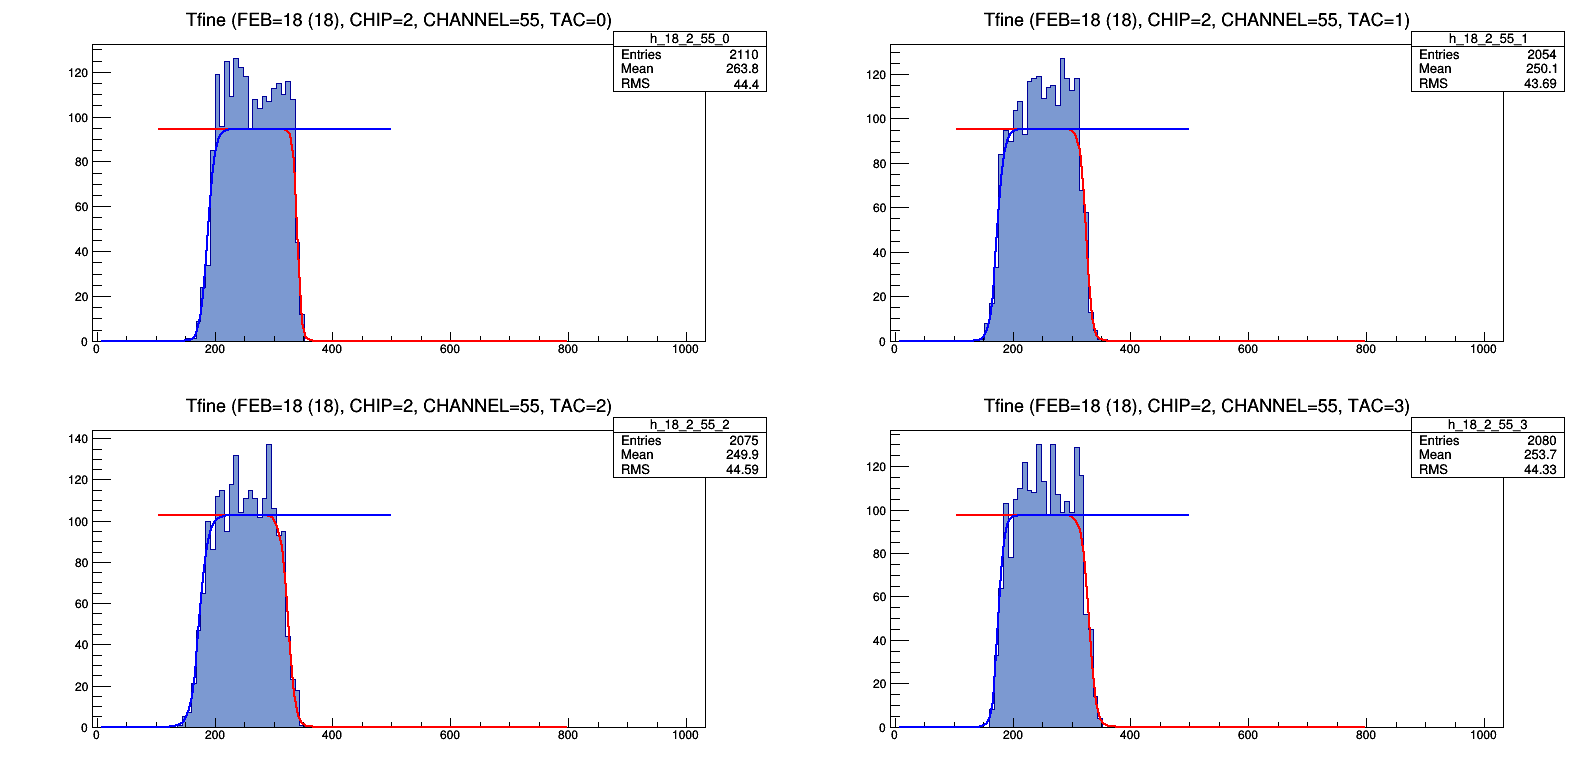 Tfine (FEB=18 (18), CHIP=2, CHANNEL=55, TAC=0)
h_18_2_55_0
Entries 2110
Mean 263.8
RMS 44.4
120
100
80
60
40
20
0
0 200 400 600 800 1000
Tfine (FEB=18 (18), CHIP=2, CHANNEL=55, TAC=1)
h_18_2_55_1
Entries 2054
Mean 250.1
RMS 43.69
120
100
80
60
40
20
0
0 200 400 600 800 1000
Tfine (FEB=18 (18), CHIP=2, CHANNEL=55, TAC=2)
h_18_2_55_2
Entries 2075
Mean 249.9
RMS 44.59
140
120
100
80
60
40
20
0
0 200 400 600 800 1000
Tfine (FEB=18 (18), CHIP=2, CHANNEL=55, TAC=3)
h_18_2_55_3
Entries 2080
Mean 253.7
RMS 44.33
120
100
80
60
40
20
0
0 200 400 600 800 1000